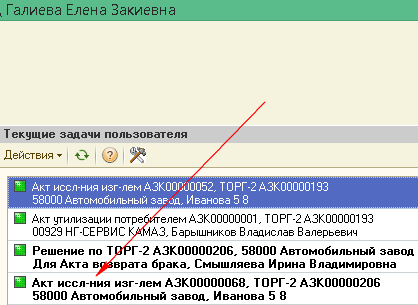 Галиева Елена Закиевна
Текущие задачи пользователя
Действия
Акт иссл-ния изг-лем АЗК00000052, ТОРГ-2 АЗК00000193
58000 Автомобильный завод, Иванова 5 8
Акт утилизации потребителем АЗК00000001, ТОРГ-2 АЗК00000193
00929 НГ-СЕРВИС КАМАЗ, Барышников Владислав Валерьевич
Решение по ТОРГ-2 АЗК00000206, 58000 Автомобильный завод
Для Акта возврата брака, Смышляева Ирина Владимировна
Акт иссл-ния изг-лем АЗК00000068, ТОРГ-2 АЗК00000206
58000 Автомобильный завод, Иванова 5 8